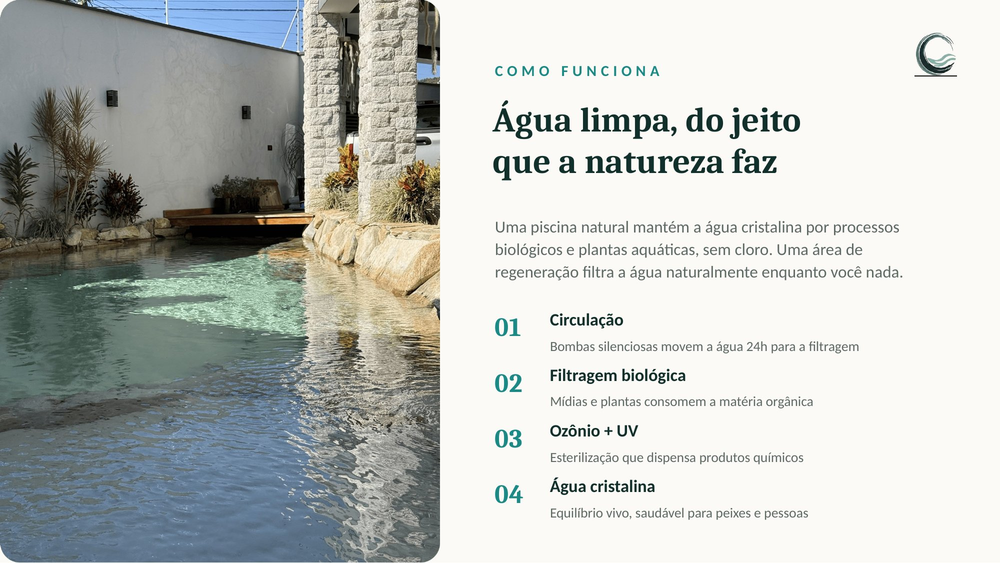 COMO FUNCIONA
Água limpa, do jeito
que a natureza faz
Uma piscina natural mantém a água cristalina por processos
biológicos e plantas aquáticas, sem cloro. Uma área de
regeneração filtra a água naturalmente enquanto você nada.
01 Circulação
Bombas silenciosas movem a água 24h para a filtragem
02 Filtragem biológica
Mídias e plantas consomem a matéria orgânica
03 Ozônio + UV
Esterilização que dispensa produtos químicos
04 Água cristalina
Equilíbrio vivo, saudável para peixes e pessoas